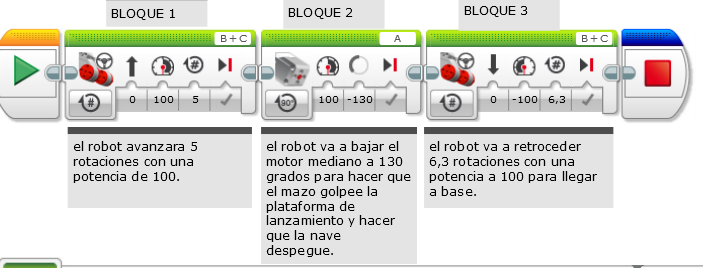 BLOQUE 1
BLOQUE 2
BLOQUE 3
B+C
A
B+C
#
#
0 100 5
90°
100 -130
#
#
0 -100 6,3
el robot avanzara 5
rotaciones con una
potencia de 100.
el robot va a bajar el
motor mediano a 130
grados para hacer que
el mazo golpee la
plataforma de
lanzamiento y hacer
que la nave
despegue.
el robot va a retroceder
6,3 rotaciones con una
potencia a 100 para llegar
a base.